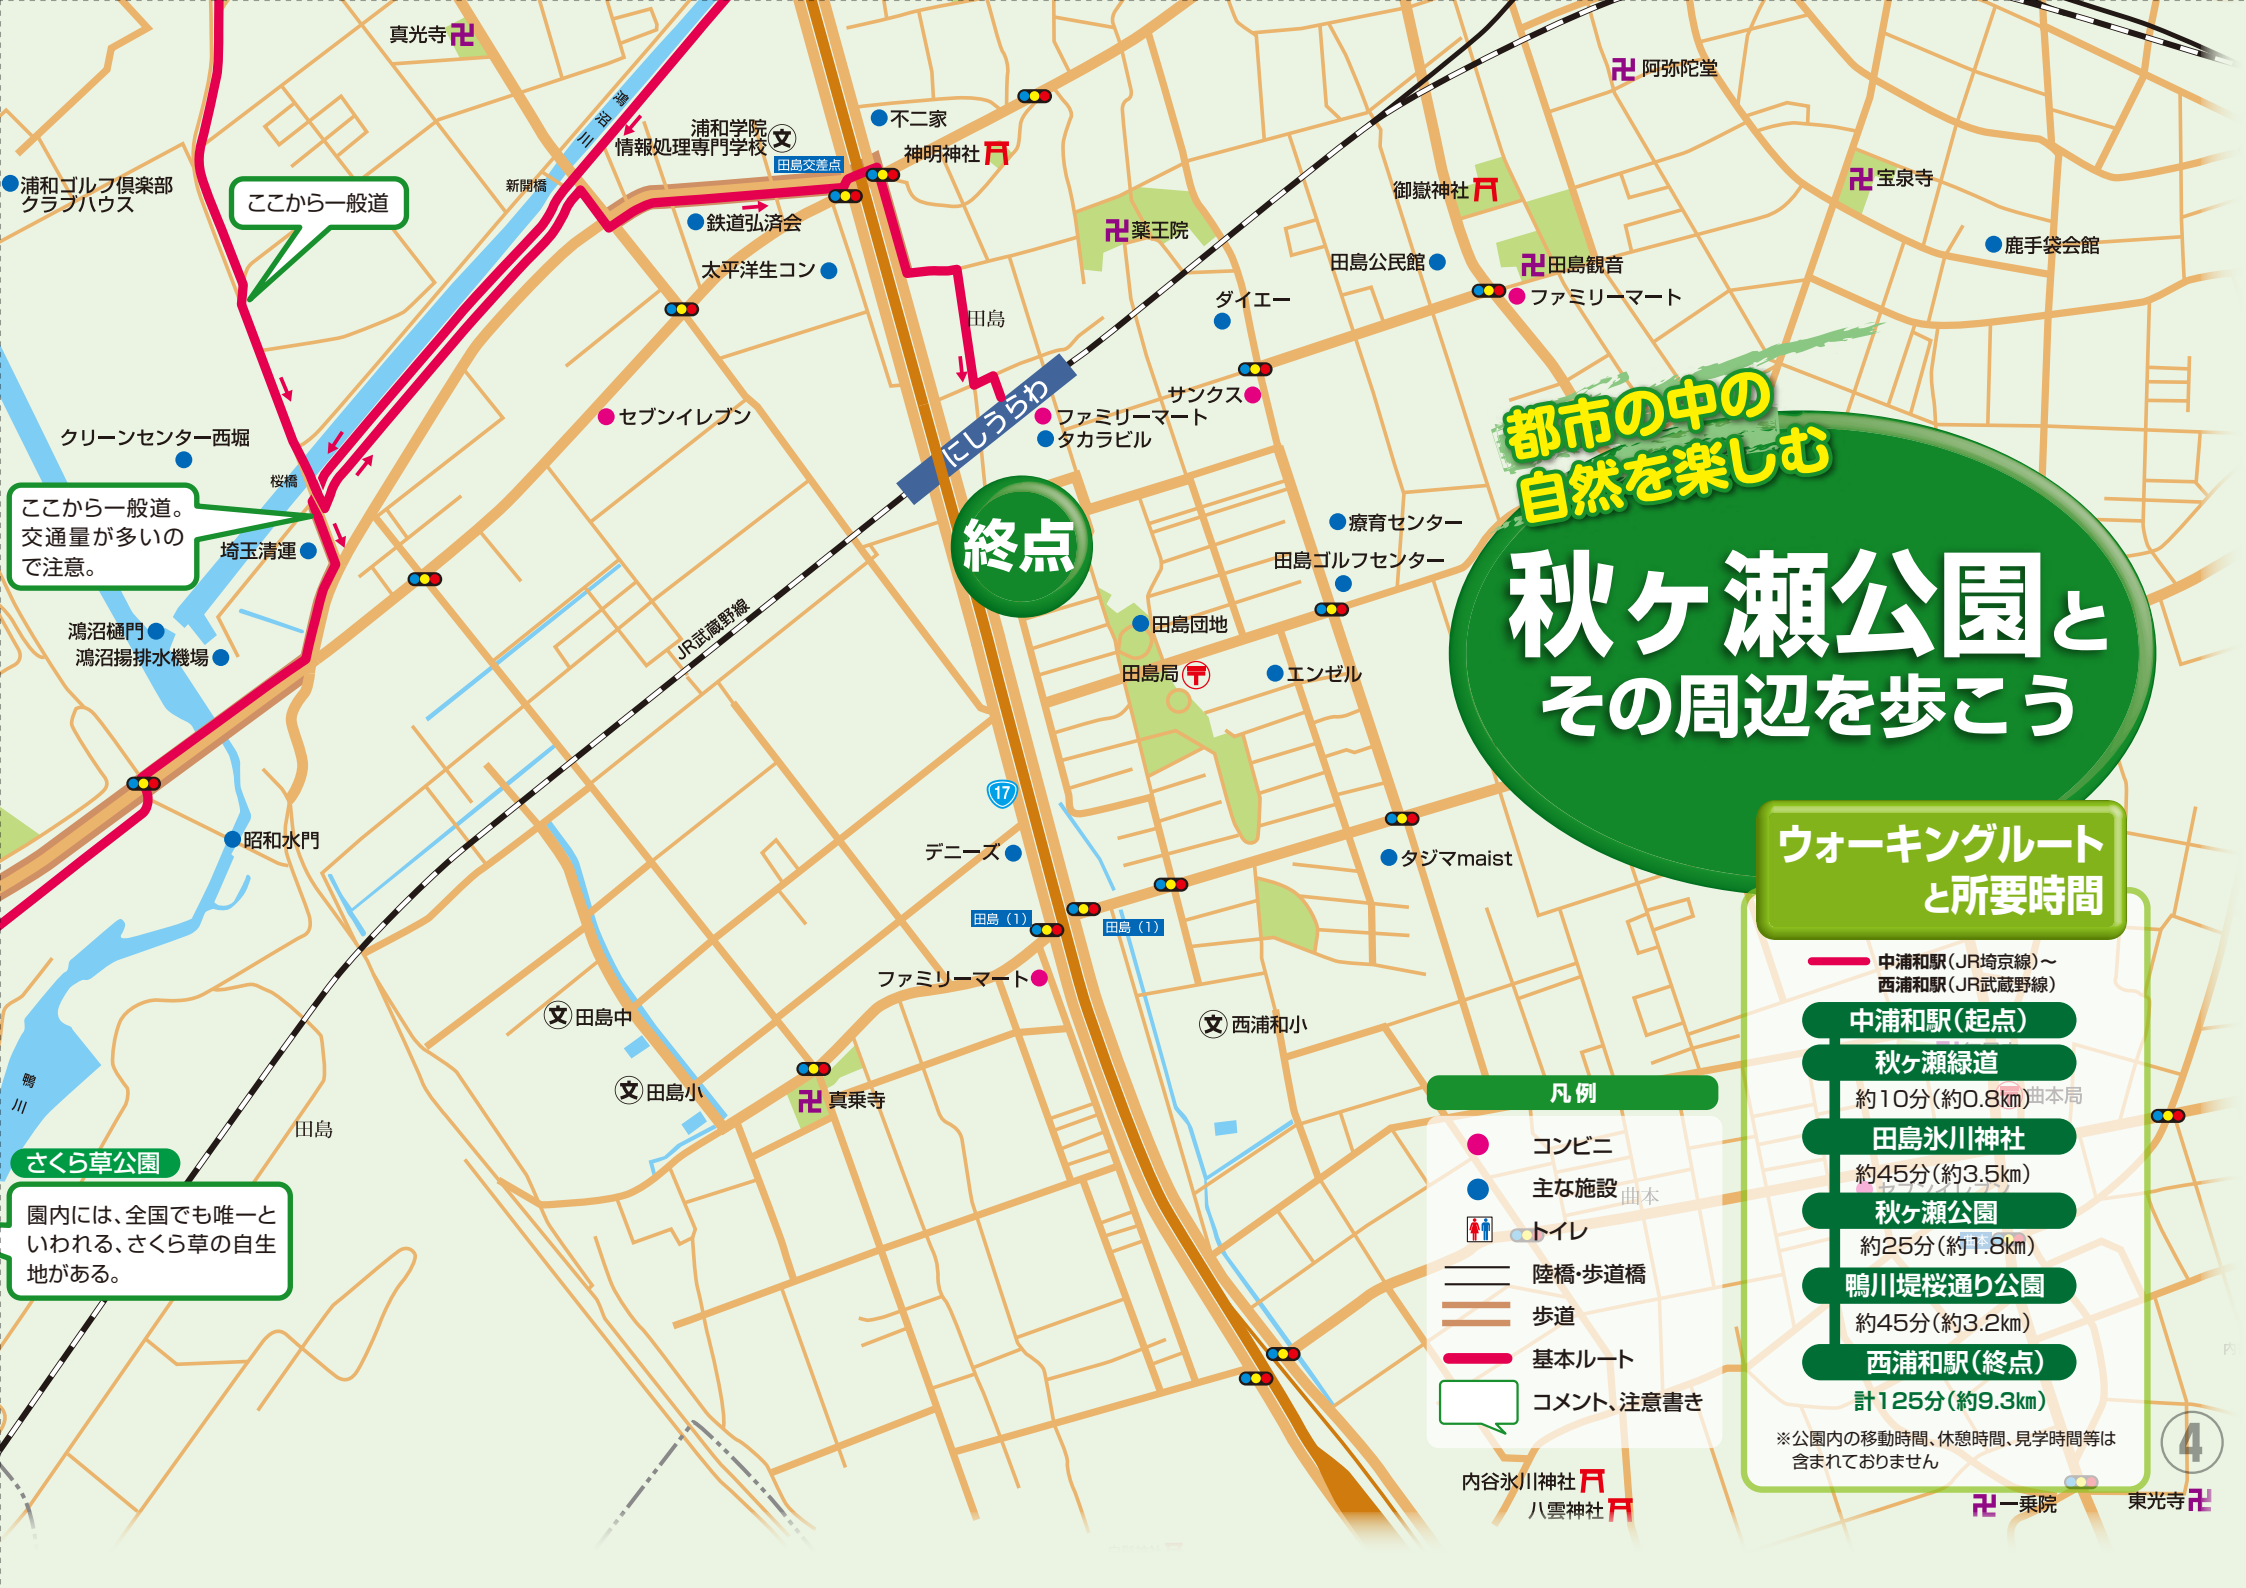 真光寺
阿弥陀堂
鴻沼川
浦和学院
情報処理専門学校
文
不二家
田島交差点
神明神社
浦和ゴルフ倶楽部
クラブハウス
ここから一般道
新開橋
鉄道弘済会
太平洋生コン
薬王院
御嶽神社
宝泉寺
田島公民館
田島観音
ファミリーマート
鹿手袋会館
ダイエー
田島
サンクス
にしうらわ
ファミリーマート
タカラビル
セブンイレブン
クリーンセンター西堀
桜橋
ここから一般道。
交通量が多いの
で注意。
埼玉清運
終点
療育センター
田島ゴルフセンター
鴻沼樋門
鴻沼揚排水機場
JR武蔵野線
田島団地
田島局
エンゼル
都市の中の
自然を楽しむ
秋ヶ瀬公園と
その周辺を歩こう
17
昭和水門
デニーズ
タジマmaist
田島（1）
田島（1）
ファミリーマート
文
田島中
文
西浦和小
文
田島小
真乗寺
鴨川
田島
さくら草公園
園内には、全国でも唯一と
いわれる、さくら草の自生
地がある。
ウォーキングルート
と所要時間
中浦和駅（JR埼京線）～
西浦和駅（JR武蔵野線）
中浦和駅（起点）
秋ヶ瀬緑道
約10分（約0.8㎞）
田島氷川神社
約45分（約3.5㎞）
秋ヶ瀬公園
約25分（約1.8㎞）
鴨川堤桜通り公園
約45分（約3.2㎞）
西浦和駅（終点）
計125分（約9.3㎞）
※公園内の移動時間、休憩時間、見学時間等は
含まれておりません
曲本局
セブンイレブン
凡例
コンビニ
主な施設
曲本
トイレ
陸橋・歩道橋
歩道
基本ルート
コメント、注意書き
内谷氷川神社
八雲神社
一乗院
東光寺
4